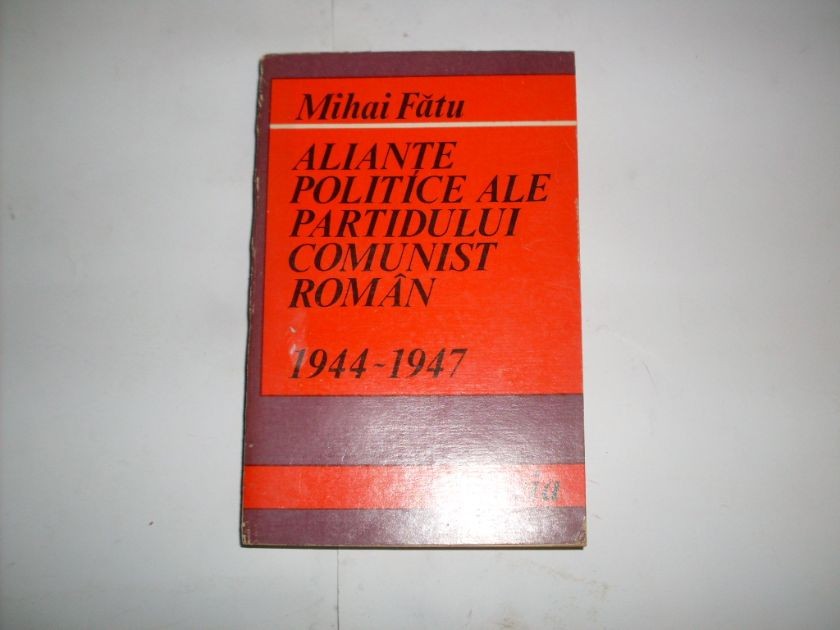 Mihai Fătu
ALIANȚE
POLITICE ALE
PARTIDULUI
COMUNIST
ROMÂN
1944-1947